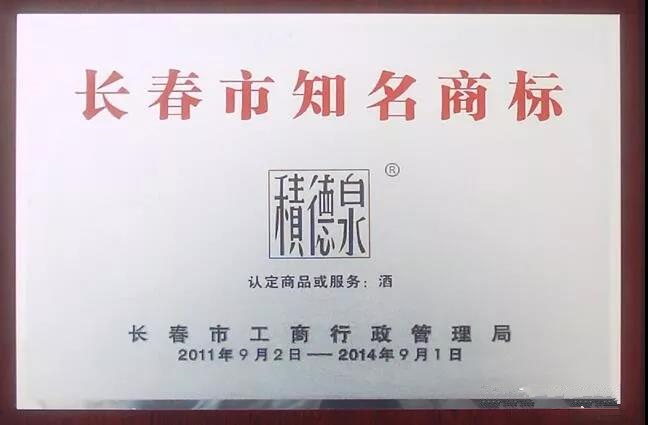 长春市知名商标
積德泉®
认定商品或服务：酒
长春市工商行政管理局
2011年9月2日——2014年9月1日